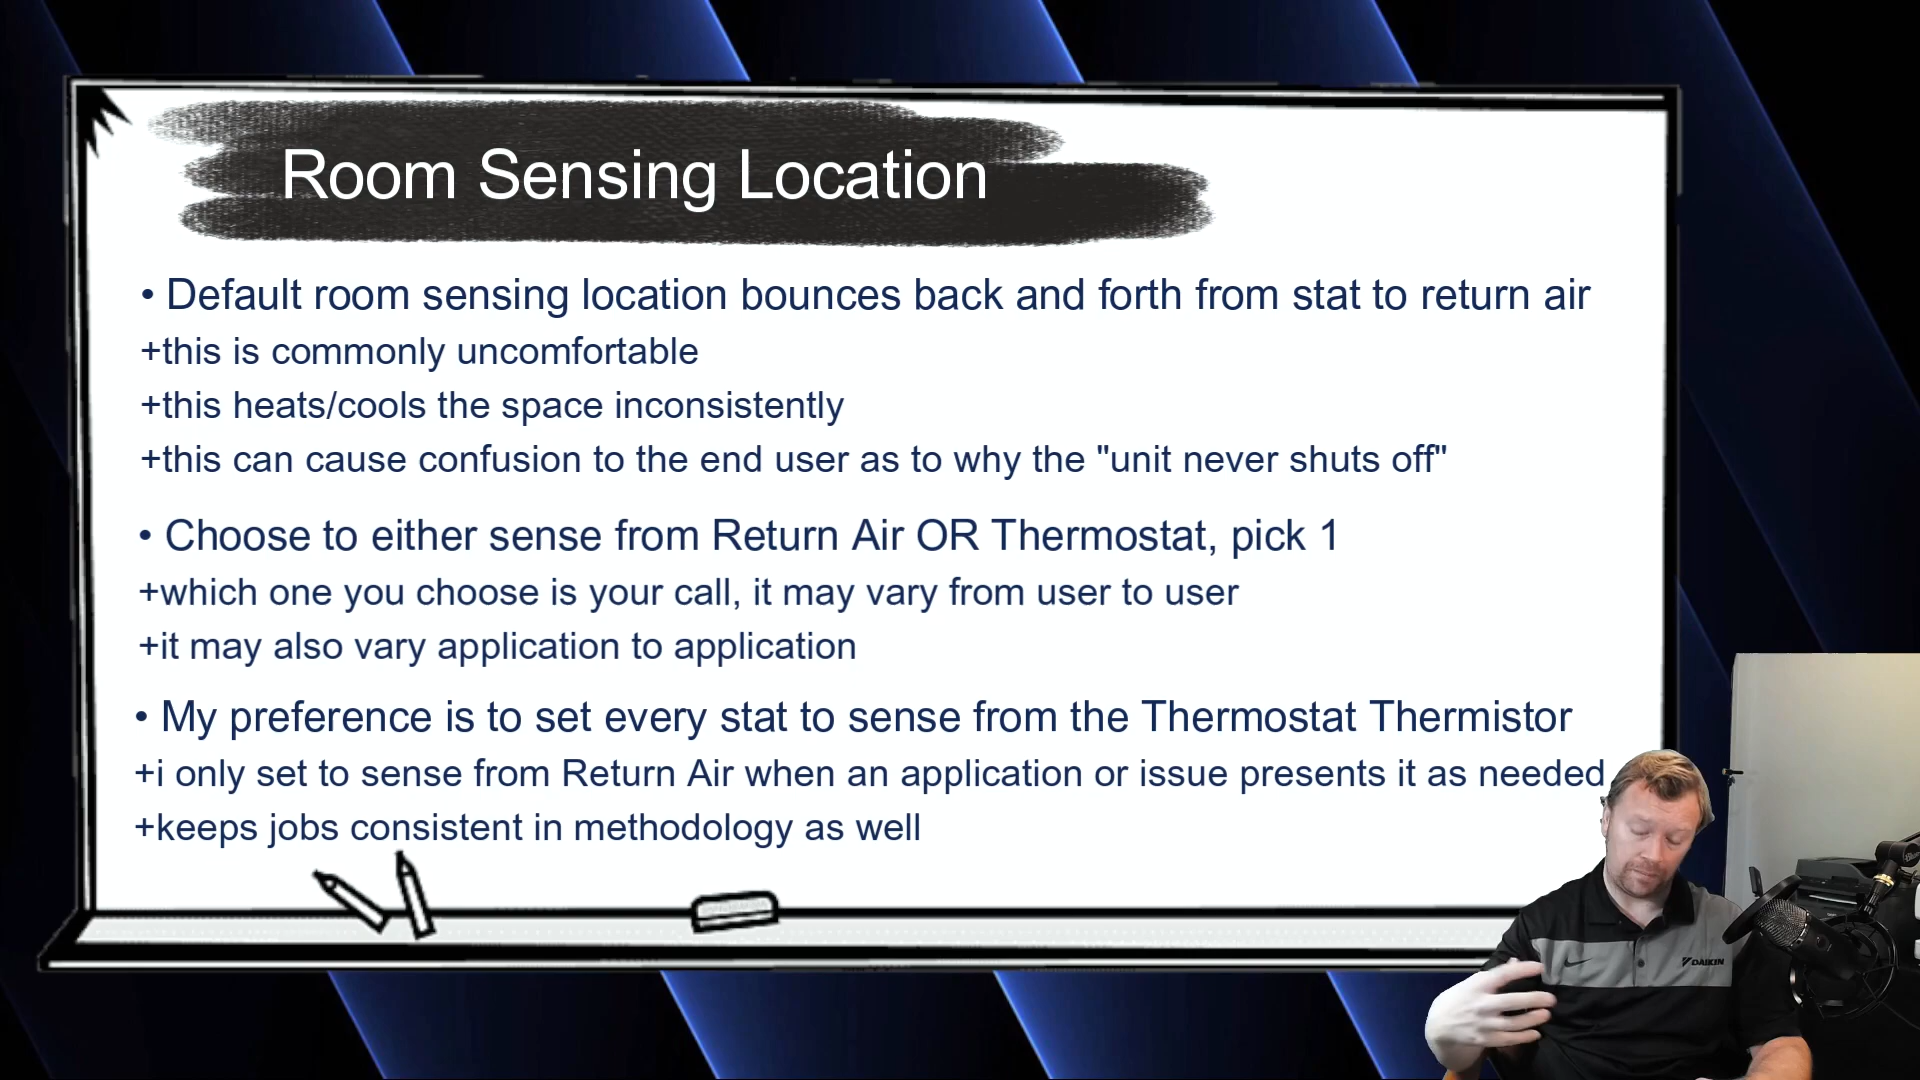 Room Sensing Location
• Default room sensing location bounces back and forth from stat to return air
+this is commonly uncomfortable
+this heats/cools the space inconsistently
+this can cause confusion to the end user as to why the "unit never shuts off"
• Choose to either sense from Return Air OR Thermostat, pick 1
+which one you choose is your call, it may vary from user to user
+it may also vary application to application
• My preference is to set every stat to sense from the Thermostat Thermistor
+i only set to sense from Return Air when an application or issue presents it as needed
+keeps jobs consistent in methodology as well
DAIKIN